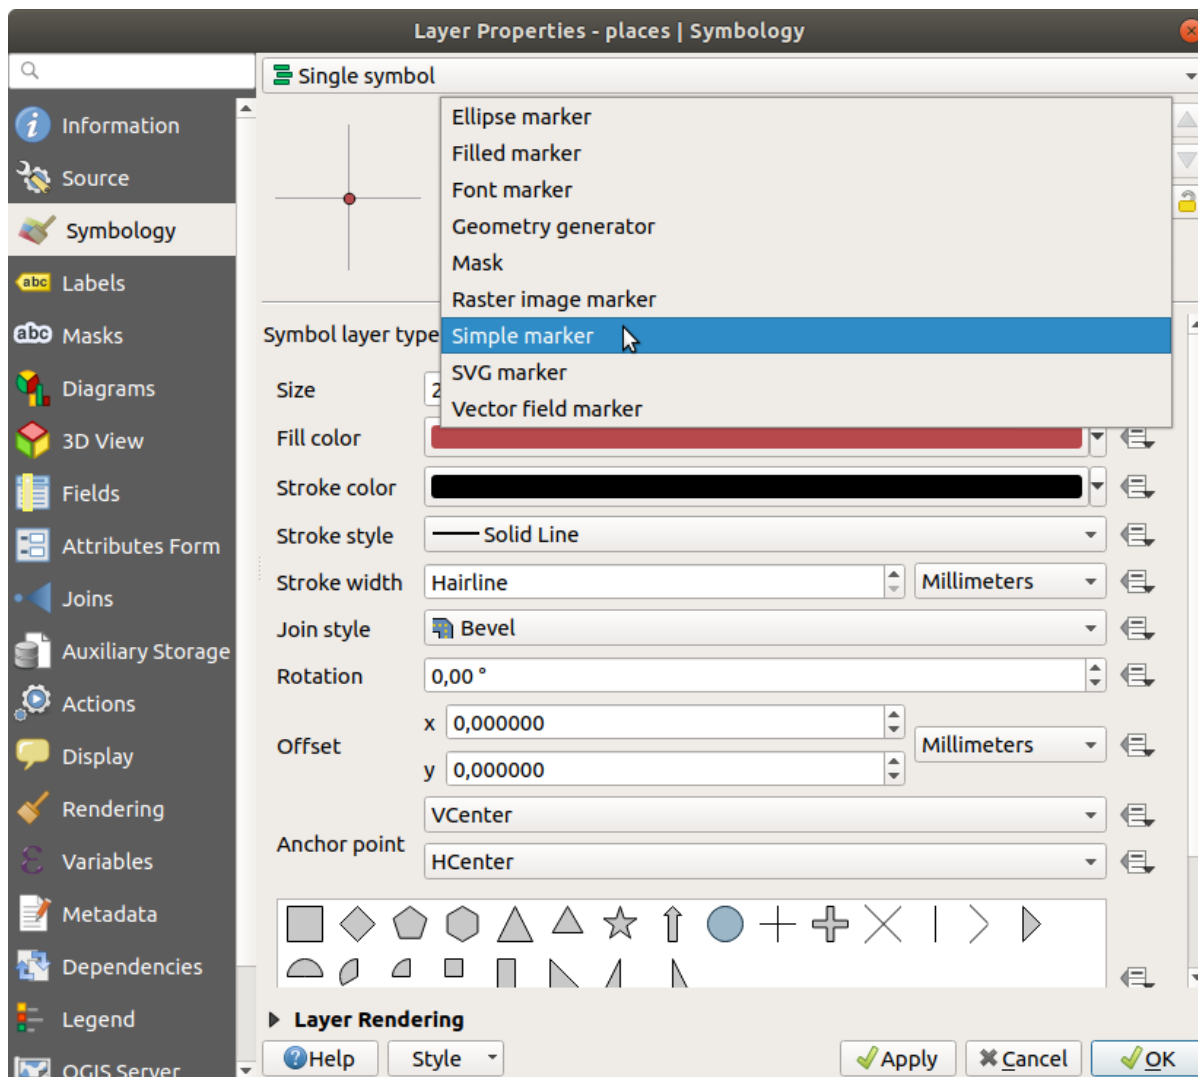 Layer Properties - places | Symbology
Single symbol
Information
Source
Symbology
abc Labels
abc Masks
Diagrams
3D View
Fields
Attributes Form
Joins
Auxiliary Storage
Actions
Display
Rendering
Variables
Metadata
Dependencies
Legend
QGIS Server
Ellipse marker
Filled marker
Font marker
Geometry generator
Mask
Raster image marker
Simple marker
SVG marker
Vector field marker
Symbol layer type
Size 2
Fill color
Stroke color
Stroke style Solid Line
Stroke width Hairline Millimeters
Join style Bevel
Rotation 0,00 °
Offset x 0,000000 Millimeters
y 0,000000
Anchor point VCenter
HCenter
Layer Rendering
Help Style Apply Cancel OK